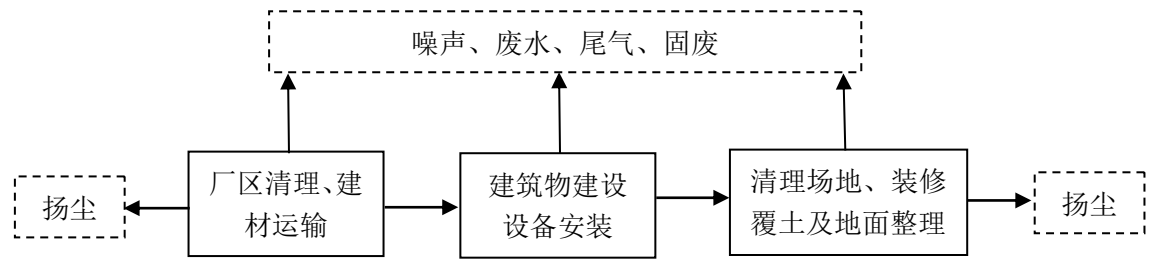 噪声、废水、尾气、固废
扬尘
厂区清理、建
材运输
建筑物建设
设备安装
清理场地、装修
覆土及地面整理
扬尘